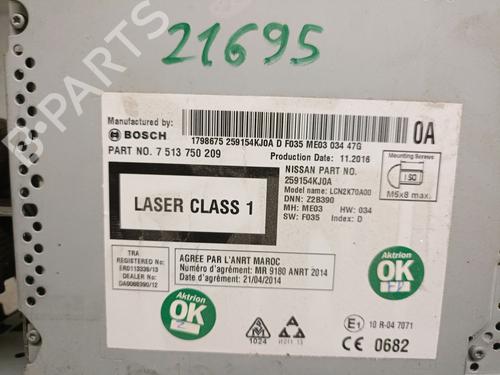 21695
B-PARTS
Manufactured by:
BOSCH
1798675 259154KJ0A D F035 ME03 034 47G
0A
PART NO. 7 513 750 209
Production Date: 11.2016
Mounting Screws
ISO
M5x8 max.
NISSAN PART NO.
259154KJ0A
Model name: LCN2K70A00
DNN: Z2B390
MH: ME03 HW: 034
SW: F035 Index: D
LASER CLASS 1
TRA
REGISTERED No:
ER0113339/13
DEALER No:
DA0088390/12
AGREE PAR L'ANRT MAROC
Numéro d'agrément: MR 9180 ANRT 2014
Date d'agrément: 21/04/2014
Aktrion
OK
Aktrion
OK
2
1024
E1 10 R-04 7071
CE 0682